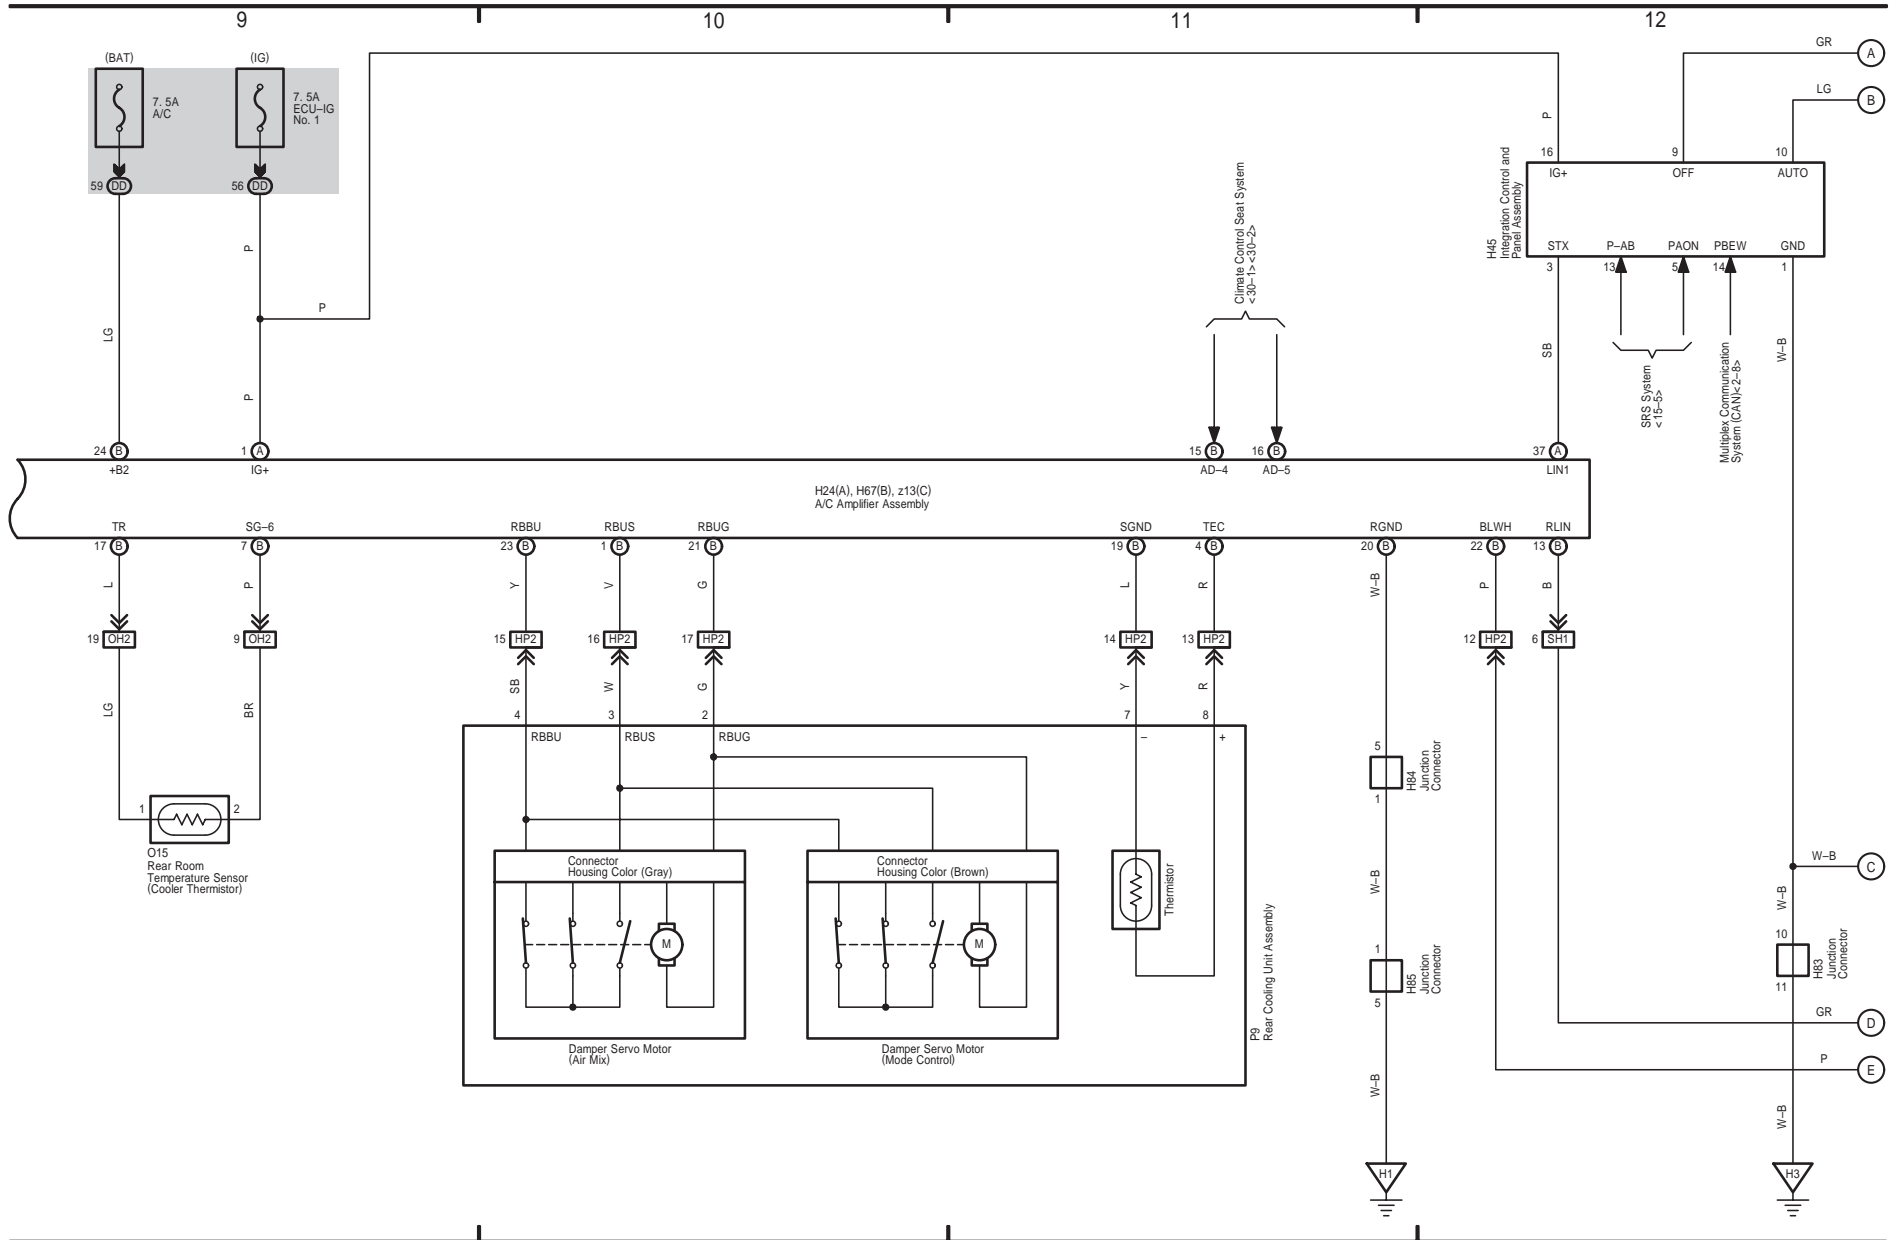 9
10
11
12
(BAT)
7. 5A
A/C
59 DD
(IG)
7. 5A
ECU–IG
No. 1
56 DD
LG
P
P
P
P
GR
A
LG
B
16
9
10
IG+
OFF
AUTO
STX
P–AB
PAON
PBEW
GND
3
13
5
14
1
H45
Integration Control and
Panel Assembly
Climate Control Seat System
<30–1><30–2>
SB
SRS System
<15–5>
Multiplex Communication
System (CAN)<2–8>
W–B
24 B
+B2
1 A
IG+
15 B
AD–4
16 B
AD–5
37 A
LIN1
H24(A), H67(B), z13(C)
A/C Amplifier Assembly
TR
SG–6
RBBU
RBUS
RBUG
SGND
TEC
RGND
BLWH
RLIN
17 B
7 B
23 B
1 B
21 B
19 B
4 B
20 B
22 B
13 B
L
P
Y
V
G
L
R
W–B
P
B
19 OH2
9 OH2
15 HP2
16 HP2
17 HP2
14 HP2
13 HP2
12 HP2
6 SH1
LG
BR
SB
W
G
Y
R
4
3
2
7
8
RBBU
RBUS
RBUG
–
+
1
2
O15
Rear Room
Temperature Sensor
(Cooler Thermistor)
Connector
Housing Color (Gray)
M
Damper Servo Motor
(Air Mix)
Connector
Housing Color (Brown)
M
Damper Servo Motor
(Mode Control)
Thermistor
P9
Rear Cooling Unit Assembly
5
1
H84
Junction
Connector
W–B
1
5
H85
Junction
Connector
W–B
H1
W–B
C
W–B
10
11
H83
Junction
Connector
GR
D
P
E
W–B
H3